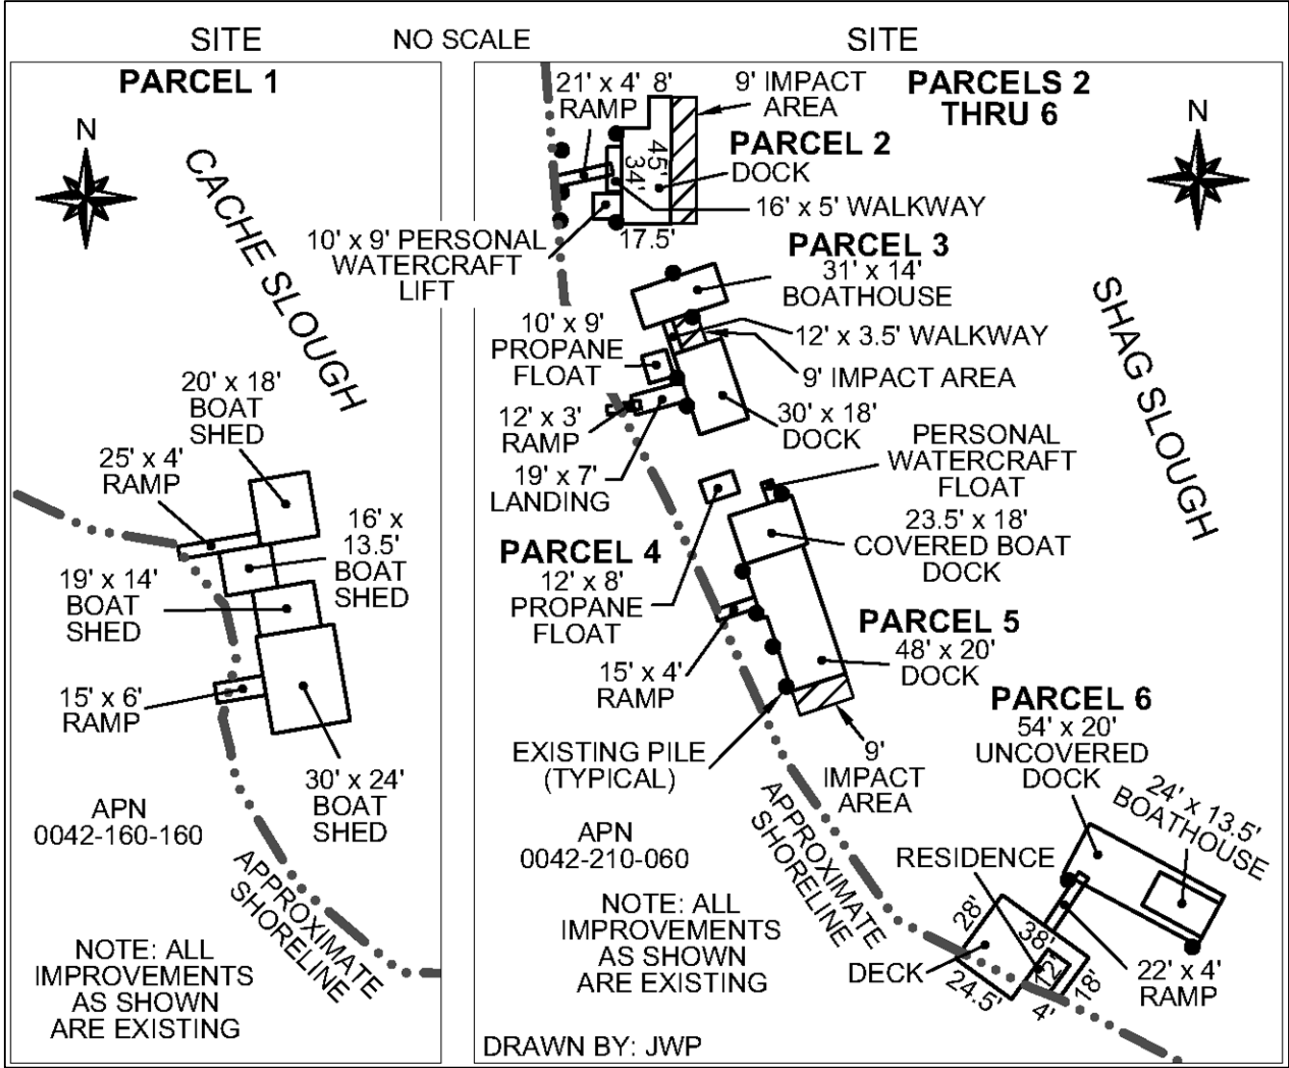 SITE
NO SCALE
SITE
PARCEL 1
N
CACHE SLOUGH
20' x 18'
BOAT
SHED
25' x 4'
RAMP
16' x
13.5'
BOAT
SHED
19' x 14'
BOAT
SHED
15' x 6'
RAMP
30' x 24'
BOAT
SHED
APN
0042-160-160
APPROXIMATE
SHORELINE
NOTE: ALL
IMPROVEMENTS
AS SHOWN
ARE EXISTING
PARCELS 2
THRU 6
N
SHAG SLOUGH
21' x 4'
RAMP
8'
9' IMPACT
AREA
PARCEL 2
DOCK
45'
34'
16' x 5' WALKWAY
17.5'
10' x 9' PERSONAL
WATERCRAFT
LIFT
PARCEL 3
31' x 14'
BOATHOUSE
10' x 9'
PROPANE
FLOAT
12' x 3.5' WALKWAY
9' IMPACT AREA
12' x 3'
RAMP
30' x 18'
DOCK
19' x 7'
LANDING
PERSONAL
WATERCRAFT
FLOAT
PARCEL 4
12' x 8'
PROPANE
FLOAT
23.5' x 18'
COVERED BOAT
DOCK
PARCEL 5
48' x 20'
DOCK
15' x 4'
RAMP
EXISTING PILE
(TYPICAL)
9'
IMPACT
AREA
PARCEL 6
54' x 20'
UNCOVERED
DOCK
24' x 13.5'
BOATHOUSE
APN
0042-210-060
APPROXIMATE
SHORELINE
RESIDENCE
NOTE: ALL
IMPROVEMENTS
AS SHOWN
ARE EXISTING
28'
38'
12'
DECK
24.5'
18'
4'
22' x 4'
RAMP
DRAWN BY: JWP